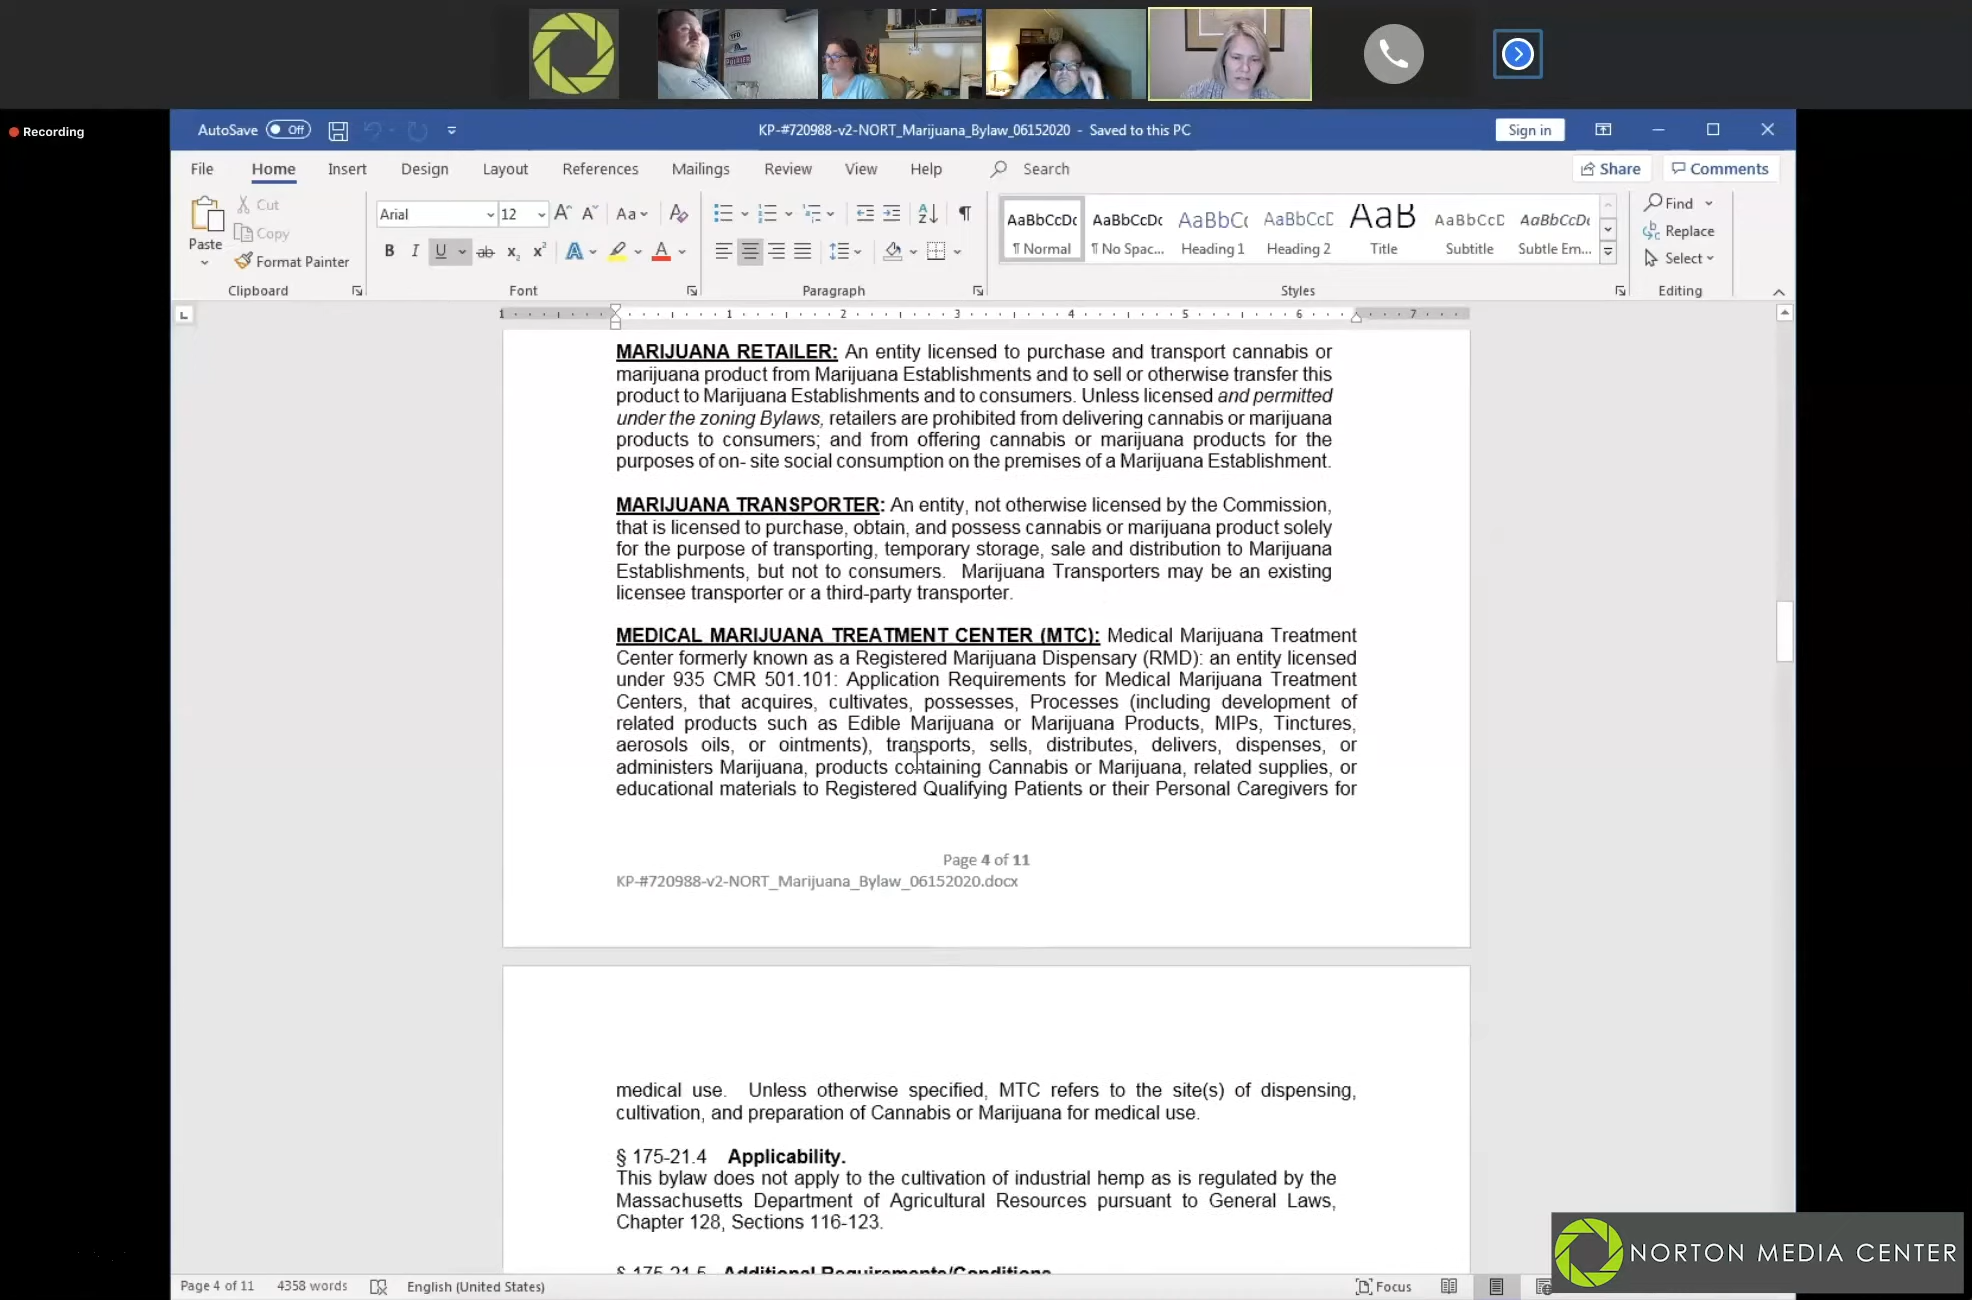 Recording
AutoSave Off
KP-#720988-v2-NORT_Marijuana_Bylaw_06152020 - Saved to this PC
Sign in
File Home Insert Design Layout References Mailings Review View Help Search
Share Comments
Paste
Cut
Copy
Format Painter
Clipboard
Arial 12
Font
Paragraph
AaBbCcDc AaBbCcDc AaBbCc AaBbCcD AaB AaBbCcD AaBbCcDc
¶ Normal ¶ No Spac... Heading 1 Heading 2 Title Subtitle Subtle Em...
Styles
Find
Replace
Select
Editing
1 1 2 3 4 5 6 7
MARIJUANA RETAILER: An entity licensed to purchase and transport cannabis or
marijuana product from Marijuana Establishments and to sell or otherwise transfer this
product to Marijuana Establishments and to consumers. Unless licensed and permitted
under the zoning Bylaws, retailers are prohibited from delivering cannabis or marijuana
products to consumers; and from offering cannabis or marijuana products for the
purposes of on- site social consumption on the premises of a Marijuana Establishment.
MARIJUANA TRANSPORTER: An entity, not otherwise licensed by the Commission,
that is licensed to purchase, obtain, and possess cannabis or marijuana product solely
for the purpose of transporting, temporary storage, sale and distribution to Marijuana
Establishments, but not to consumers. Marijuana Transporters may be an existing
licensee transporter or a third-party transporter.
MEDICAL MARIJUANA TREATMENT CENTER (MTC): Medical Marijuana Treatment
Center formerly known as a Registered Marijuana Dispensary (RMD): an entity licensed
under 935 CMR 501.101: Application Requirements for Medical Marijuana Treatment
Centers, that acquires, cultivates, possesses, Processes (including development of
related products such as Edible Marijuana or Marijuana Products, MIPs, Tinctures,
aerosols oils, or ointments), transports, sells, distributes, delivers, dispenses, or
administers Marijuana, products containing Cannabis or Marijuana, related supplies, or
educational materials to Registered Qualifying Patients or their Personal Caregivers for
Page 4 of 11
KP-#720988-v2-NORT_Marijuana_Bylaw_06152020.docx
medical use. Unless otherwise specified, MTC refers to the site(s) of dispensing,
cultivation, and preparation of Cannabis or Marijuana for medical use.
§ 175-21.4 Applicability.
This bylaw does not apply to the cultivation of industrial hemp as is regulated by the
Massachusetts Department of Agricultural Resources pursuant to General Laws,
Chapter 128, Sections 116-123.
§ 175-21.5 Additional Requirements/Conditions
NORTON MEDIA CENTER
Page 4 of 11 4358 words English (United States) Focus